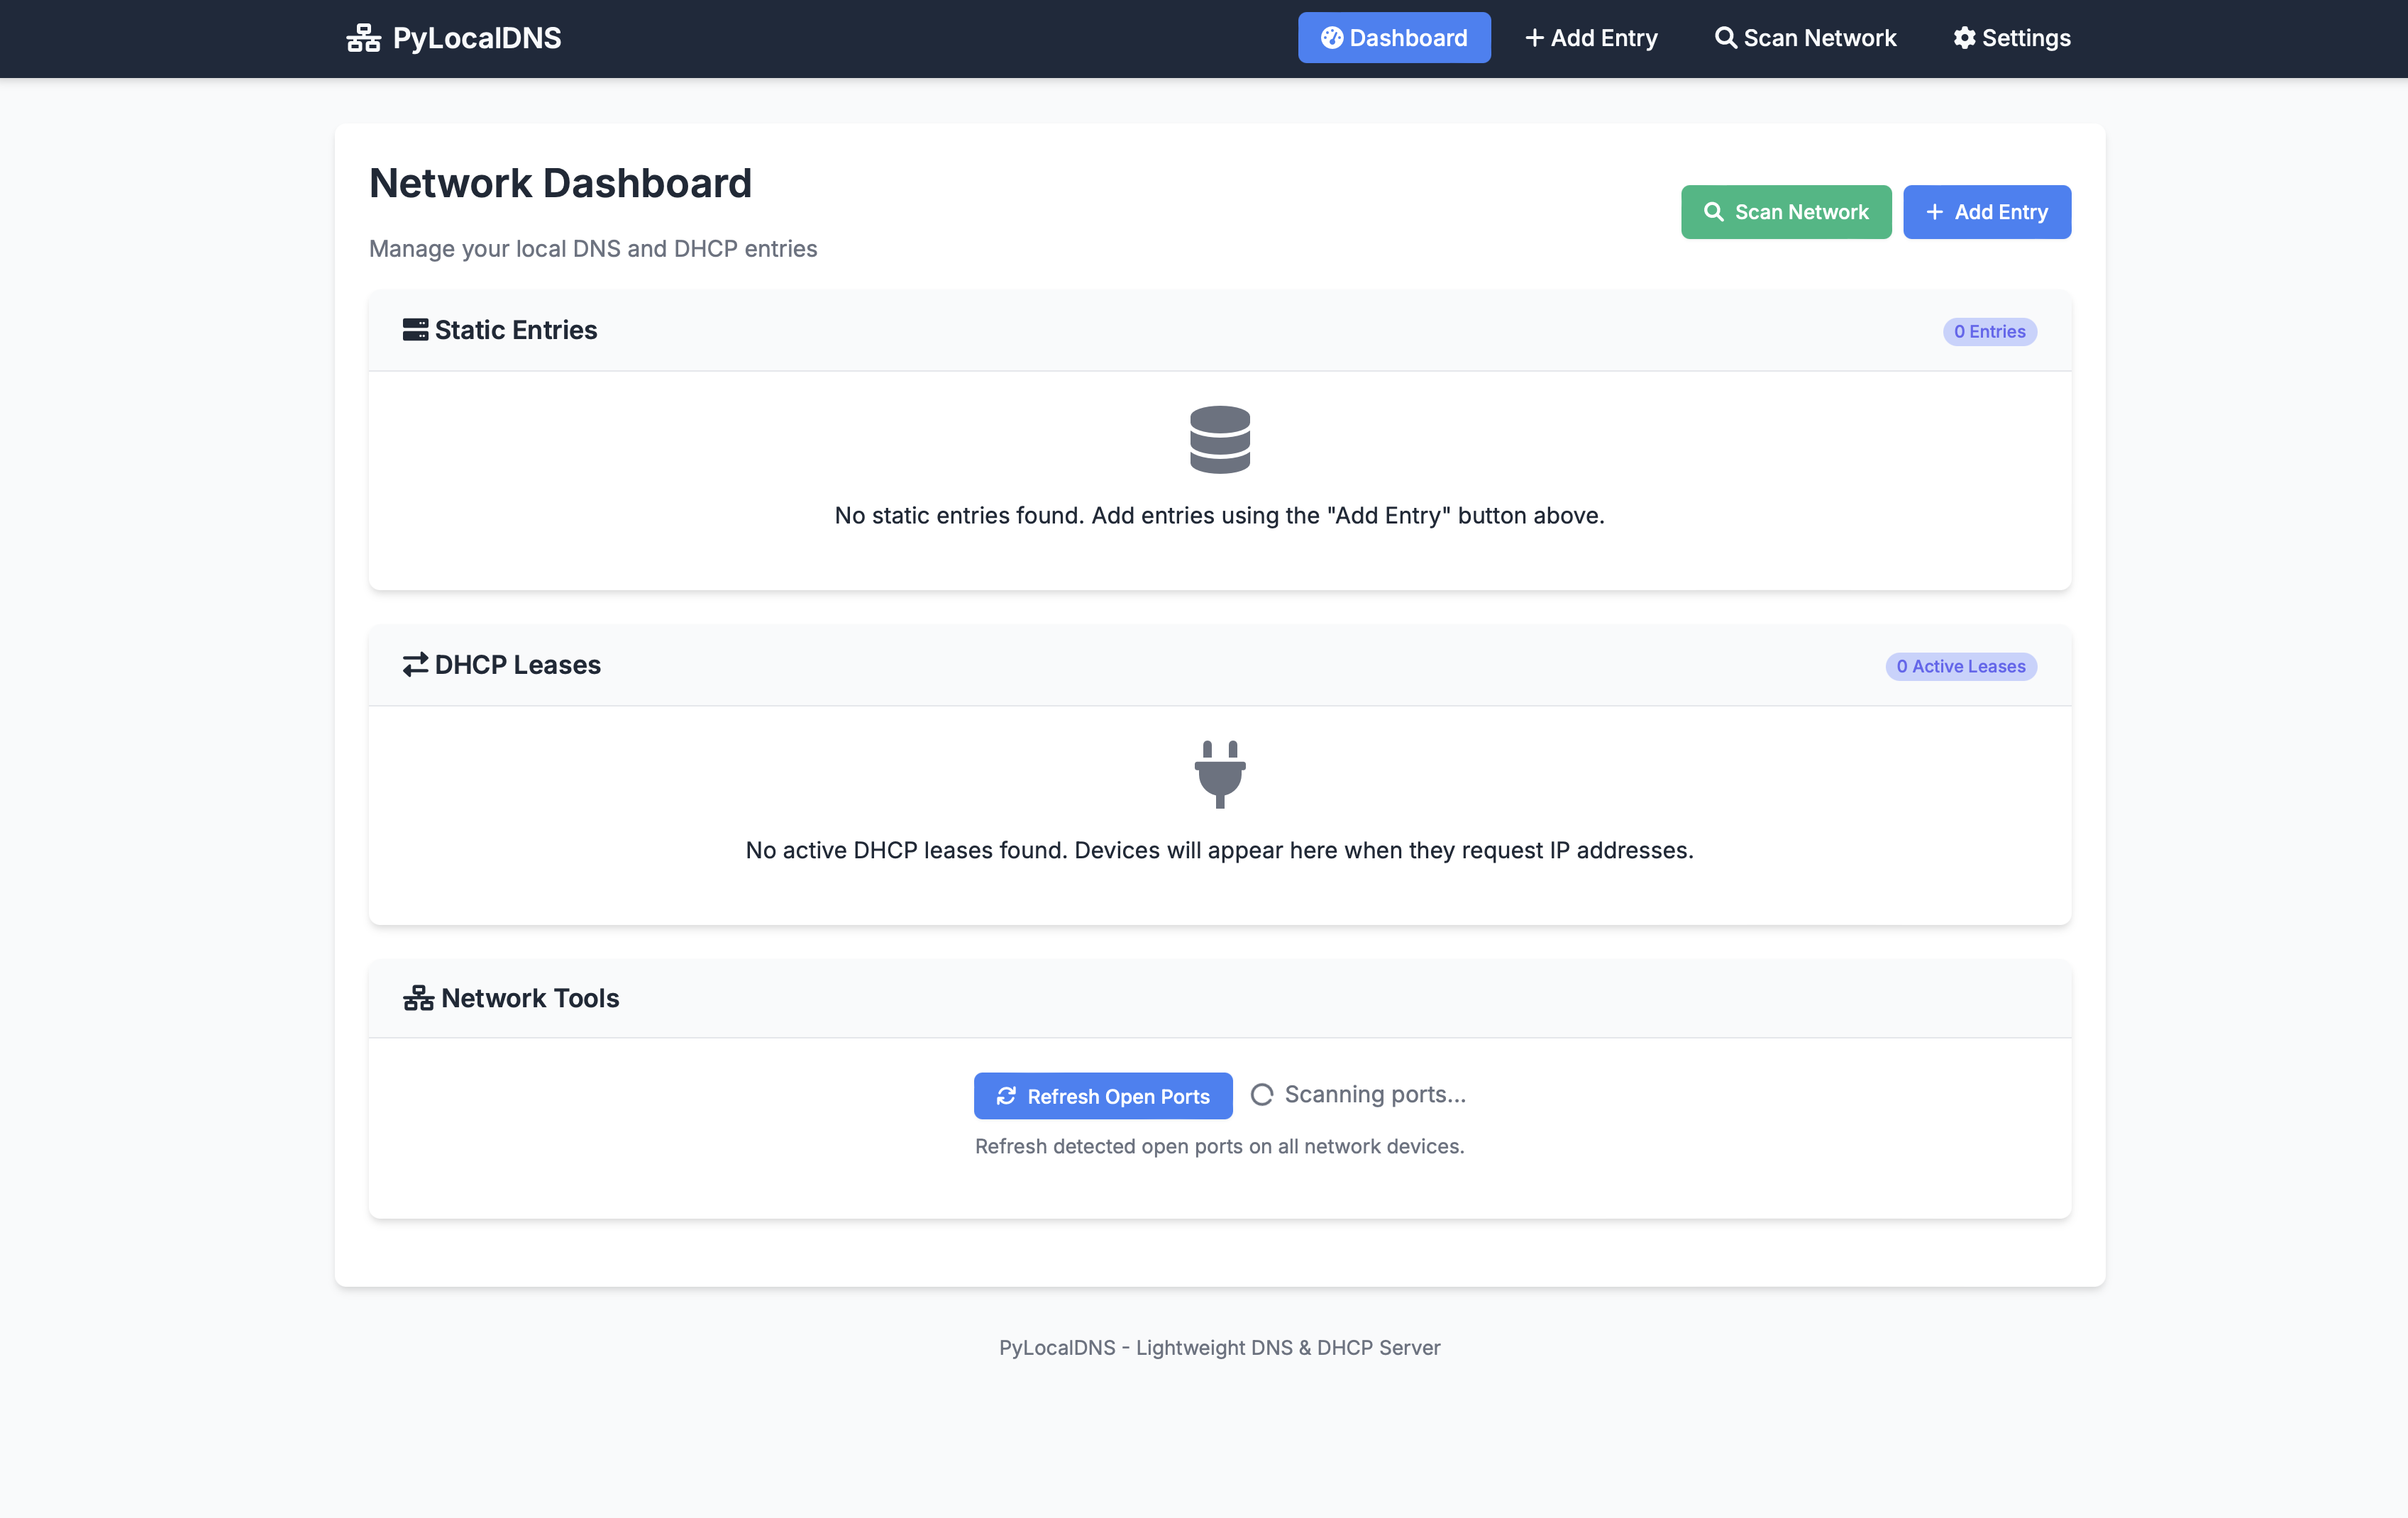 PyLocalDNS
Dashboard
Add Entry
Scan Network
Settings
Network Dashboard
Manage your local DNS and DHCP entries
Scan Network
Add Entry
Static Entries
0 Entries
No static entries found. Add entries using the "Add Entry" button above.
DHCP Leases
0 Active Leases
No active DHCP leases found. Devices will appear here when they request IP addresses.
Network Tools
Refresh Open Ports
Scanning ports...
Refresh detected open ports on all network devices.
PyLocalDNS - Lightweight DNS & DHCP Server